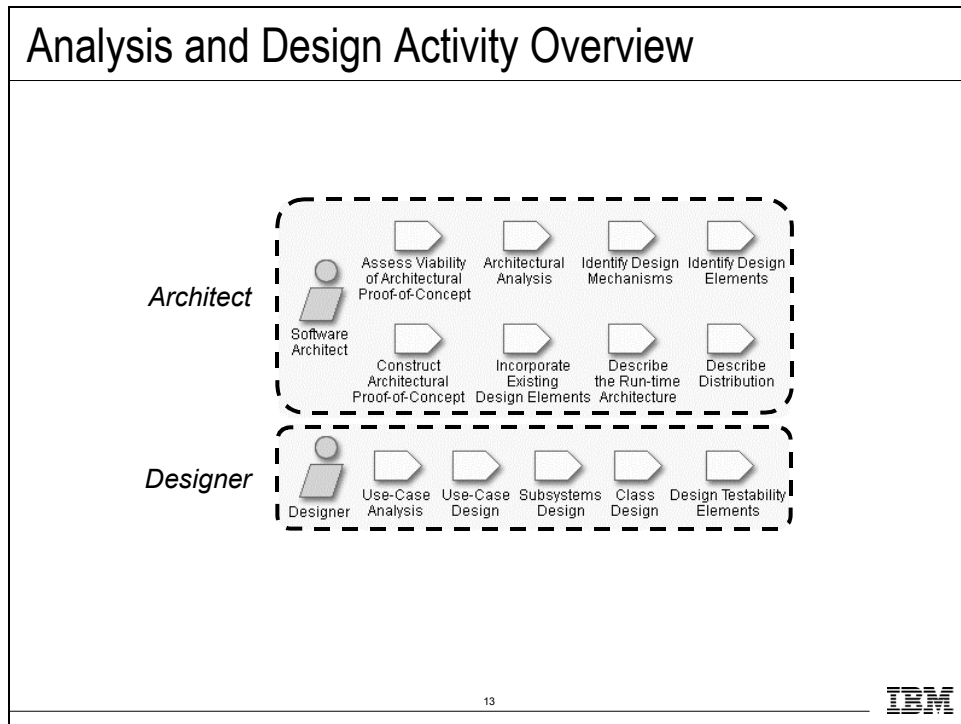 Analysis and Design Activity Overview
Architect
Software
Architect
Assess Viability
of Architectural
Proof-of-Concept
Architectural
Analysis
Identify Design
Mechanisms
Identify Design
Elements
Construct
Architectural
Proof-of-Concept
Incorporate
Existing
Design Elements
Describe
the Run-time
Architecture
Describe
Distribution
Designer
Designer
Use-Case
Analysis
Use-Case
Design
Subsystems
Design
Class
Design
Design Testability
Elements
13
IBM